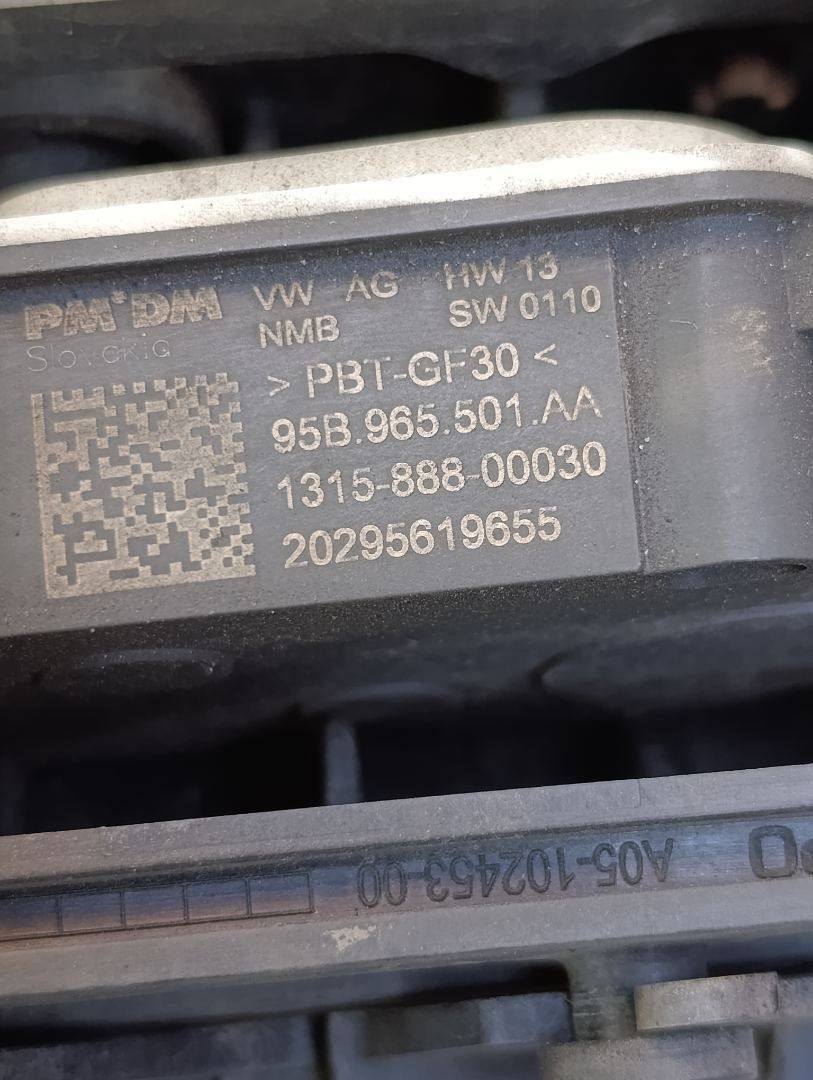 PM DM VW AG HW 13
Slovakia NMB SW 0110
> PBT-GF30 <
95B.965.501.AA
1315-888-00030
20295619655
A05-102453-00